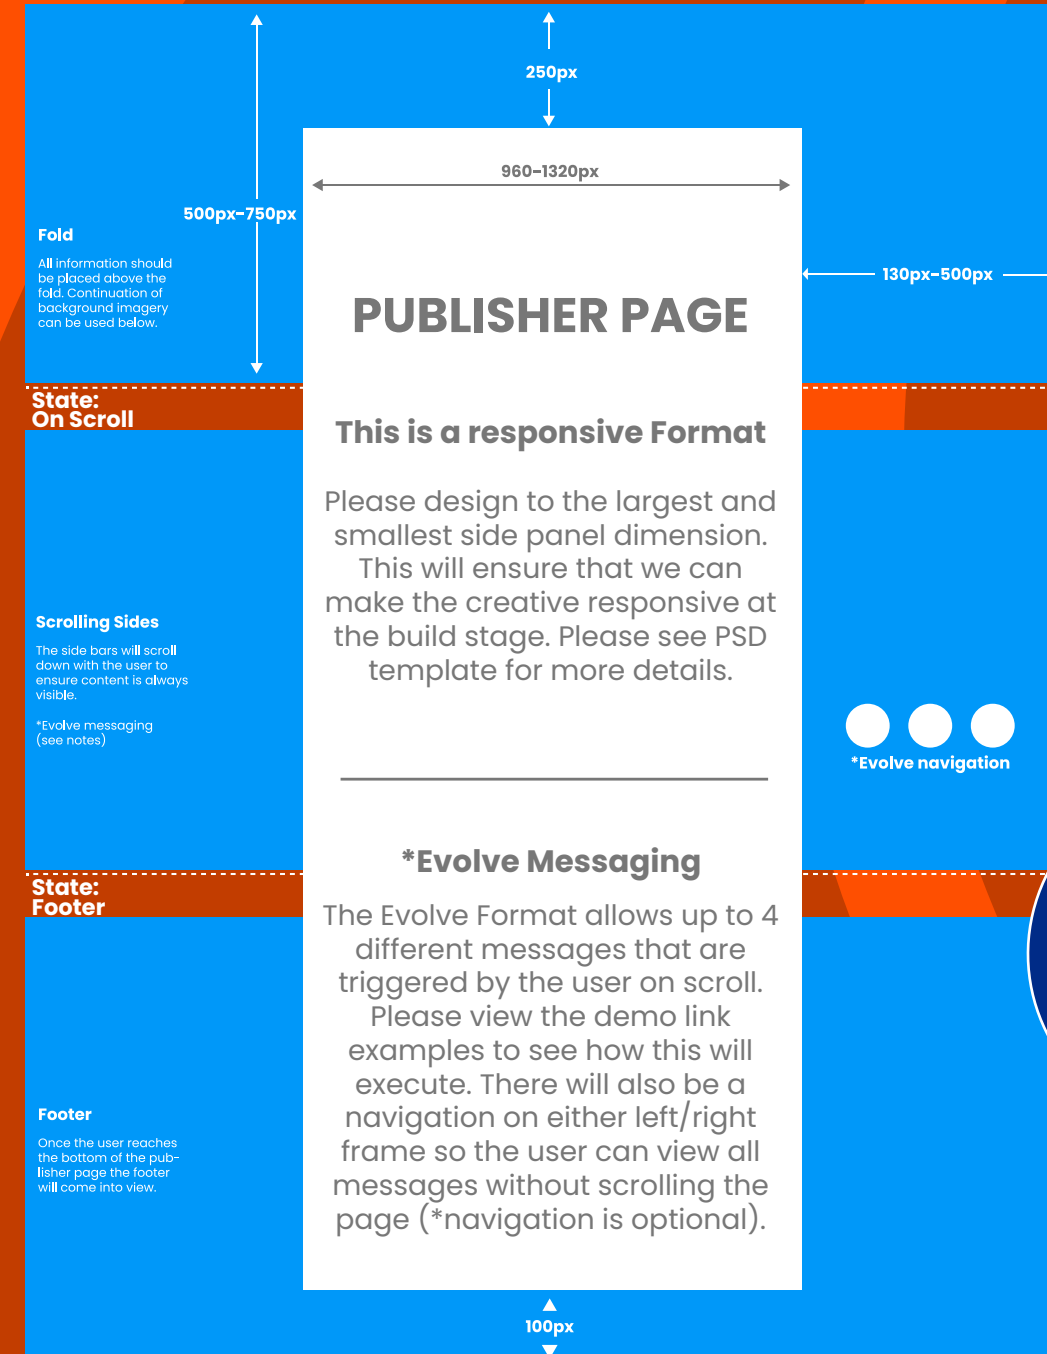 250px
960-1320px
500px-750px
Fold
All information should
be placed above the
fold. Continuation of
background imagery
can be used below.
130px-500px
PUBLISHER PAGE
State:
On Scroll
This is a responsive Format
Please design to the largest and
smallest side panel dimension.
This will ensure that we can
make the creative responsive at
the build stage. Please see PSD
template for more details.
Scrolling Sides
The side bars will scroll
down with the user to
ensure content is always
visible.
*Evolve messaging
(see notes)
*Evolve navigation
*Evolve Messaging
State:
Footer
The Evolve Format allows up to 4
different messages that are
triggered by the user on scroll.
Please view the demo link
examples to see how this will
execute. There will also be a
navigation on either left/right
frame so the user can view all
messages without scrolling the
page (*navigation is optional).
Footer
Once the user reaches
the bottom of the pub-
lisher page the footer
will come into view.
100px